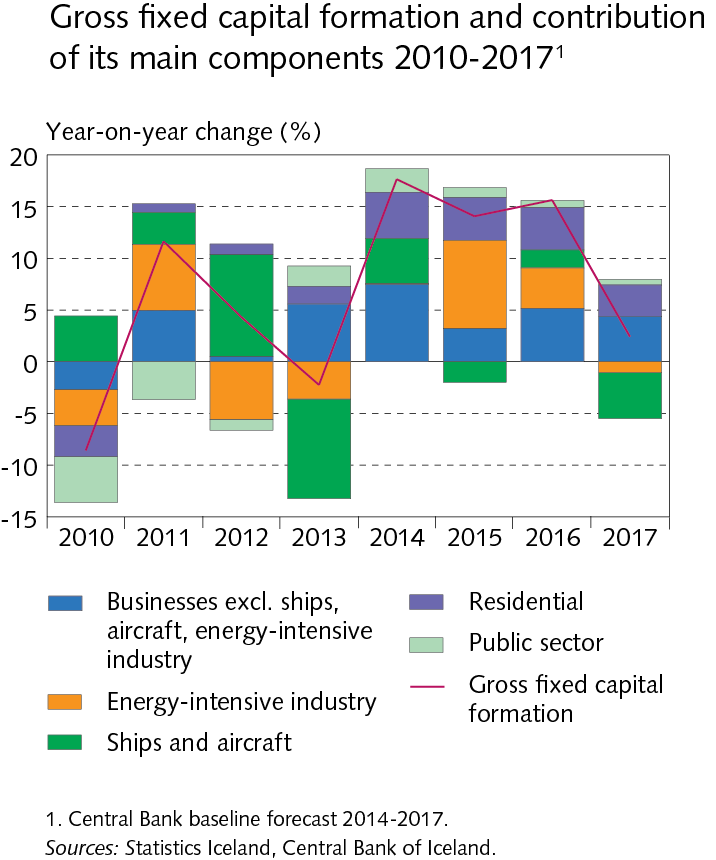 Gross fixed capital formation and contribution
of its main components 2010-2017¹
Year-on-year change (%)
20
15
10
5
0
-5
-10
-15
2010 2011 2012 2013 2014 2015 2016 2017
Businesses excl. ships,
aircraft, energy-intensive
industry
Energy-intensive industry
Ships and aircraft
Residential
Public sector
Gross fixed capital
formation
1. Central Bank baseline forecast 2014-2017.
Sources: Statistics Iceland, Central Bank of Iceland.